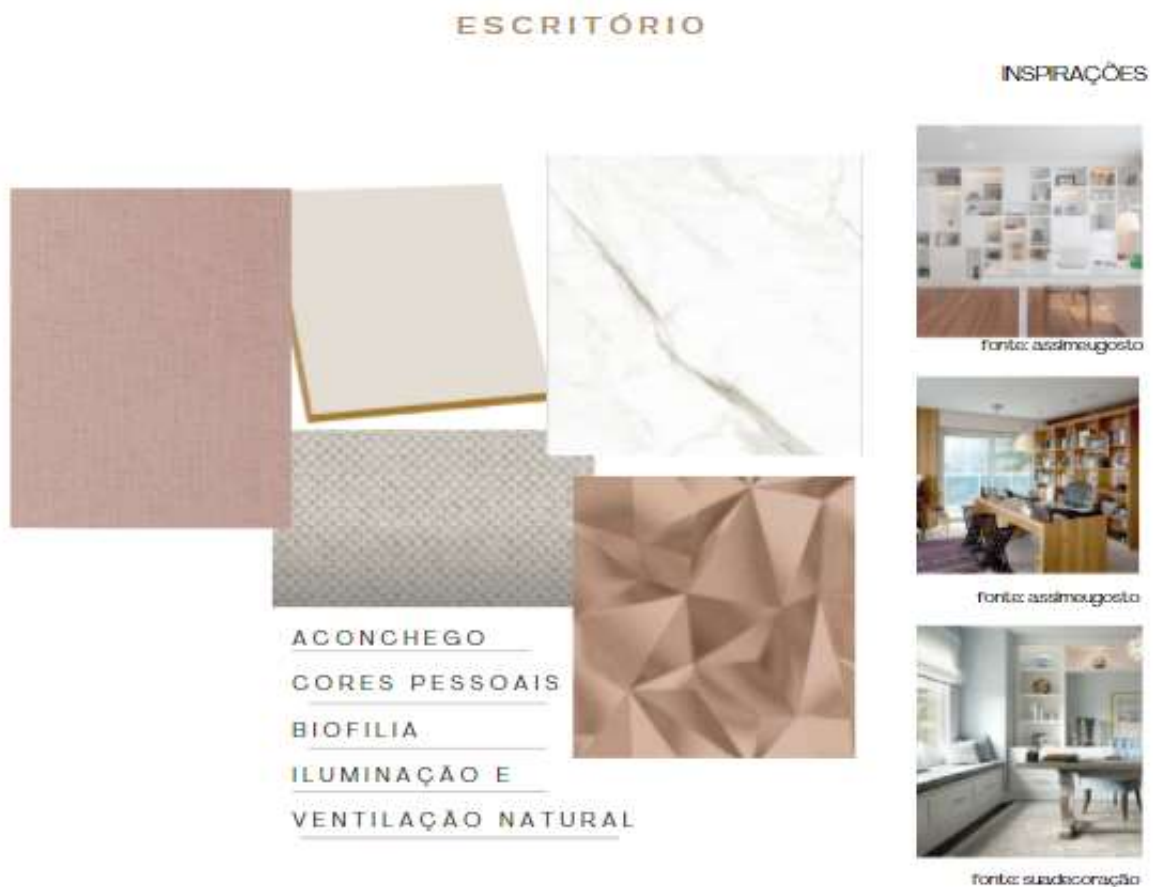 ESCRITÓRIO
INSPIRAÇÕES
fonte: assimeugosto
fonte: assimeugosto
ACONCHEGO
CORES PESSOAIS
BIOFILIA
ILUMINAÇÃO E
VENTILAÇÃO NATURAL
fonte: suadecoração